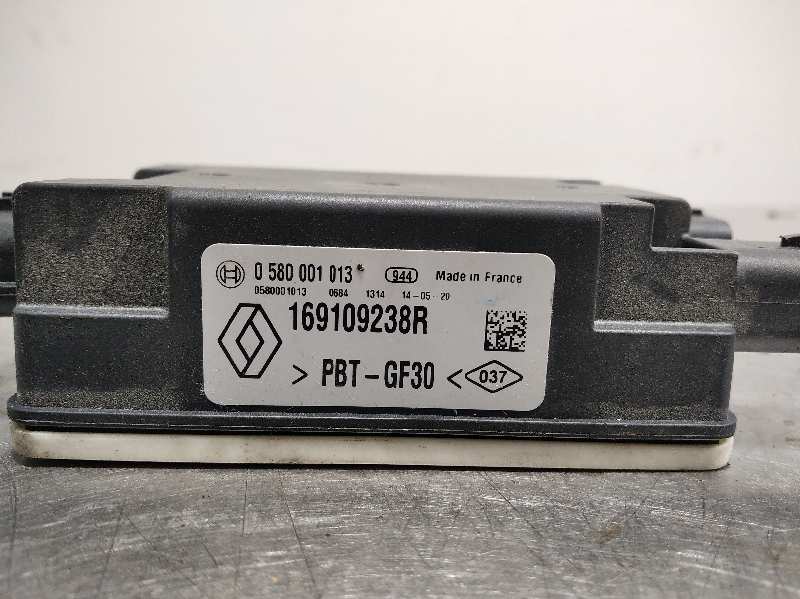 0 580 001 013 944 Made in France
0580001013 0684 1314 14-05-20
169109238R
> PBT-GF30 < 037